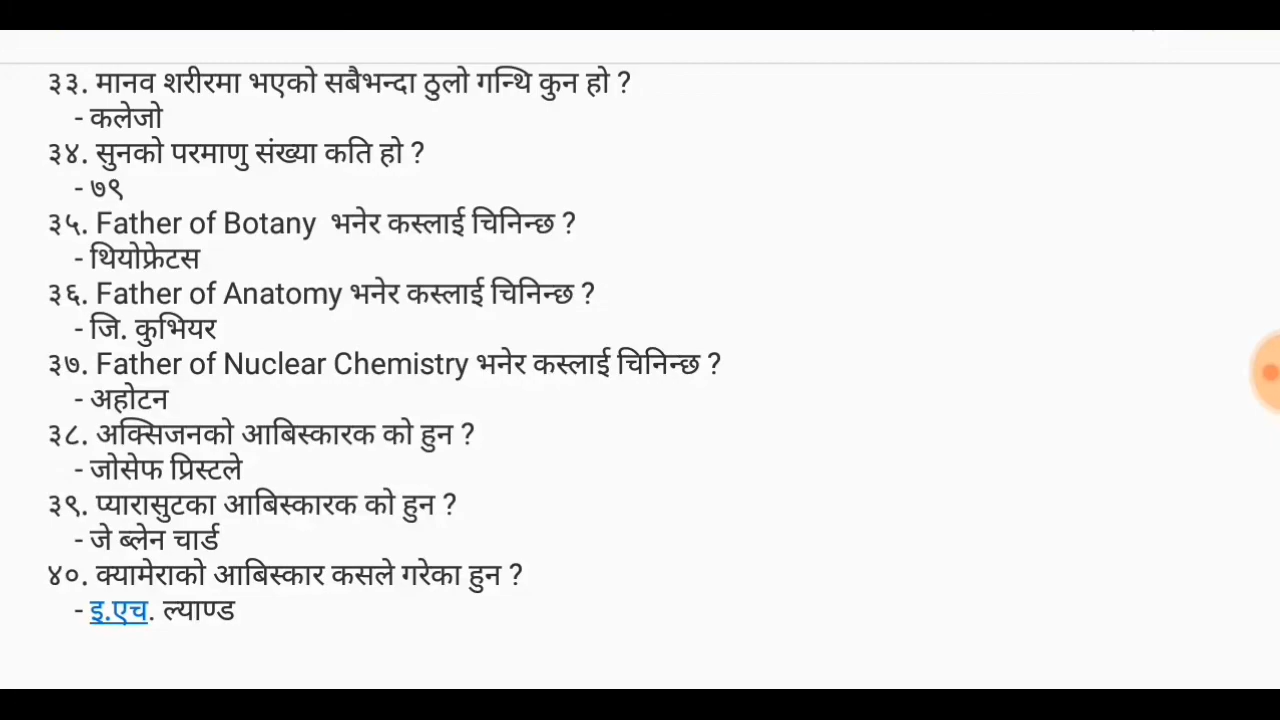 ३३. मानव शरीरमा भएको सबैभन्दा ठुलो गन्थि कुन हो ?
- कलेजो
३४. सुनको परमाणु संख्या कति हो ?
- ७९
३५. Father of Botany भनेर कस्लाई चिनिन्छ ?
- थियोफ्रेटस
३६. Father of Anatomy भनेर कस्लाई चिनिन्छ ?
- जि. कुभियर
३७. Father of Nuclear Chemistry भनेर कस्लाई चिनिन्छ ?
- अहोटन
३८. अक्सिजनको आबिस्कारक को हुन ?
- जोसेफ प्रिस्टले
३९. प्यारासुटका आबिस्कारक को हुन ?
- जे ब्लेन चार्ड
४०. क्यामेराको आबिस्कार कसले गरेका हुन ?
- इ.एच. ल्याण्ड